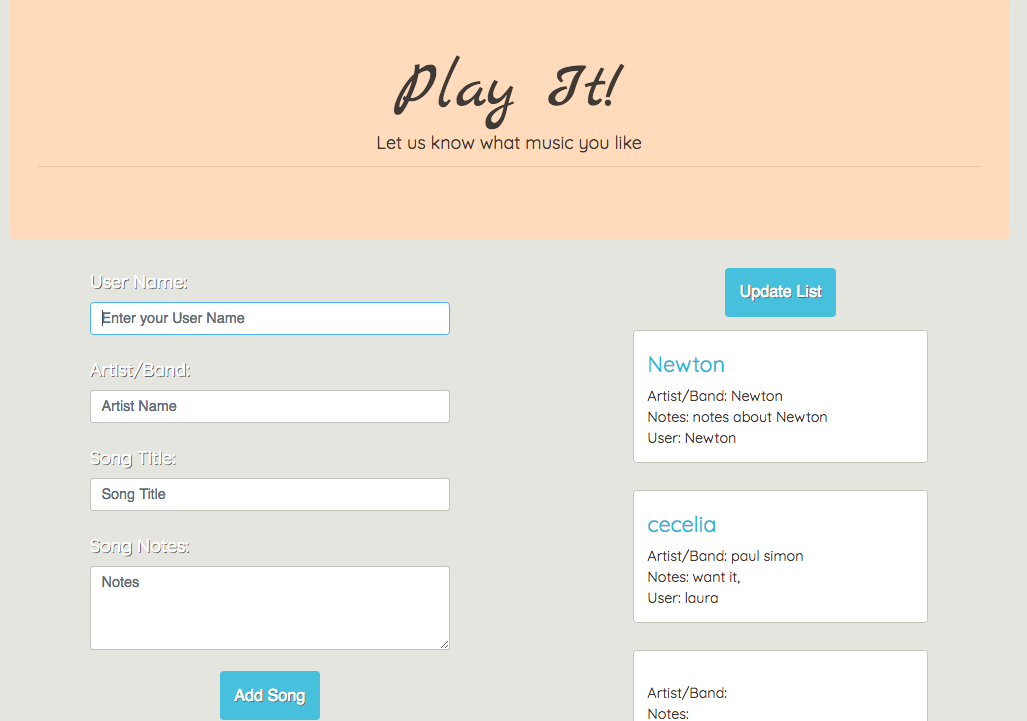 Play It!
Let us know what music you like
User Name:
Enter your User Name
Artist/Band:
Artist Name
Song Title:
Song Title
Song Notes:
Notes
Add Song
Update List
Newton
Artist/Band: Newton
Notes: notes about Newton
User: Newton
cecelia
Artist/Band: paul simon
Notes: want it,
User: laura
Artist/Band:
Notes: